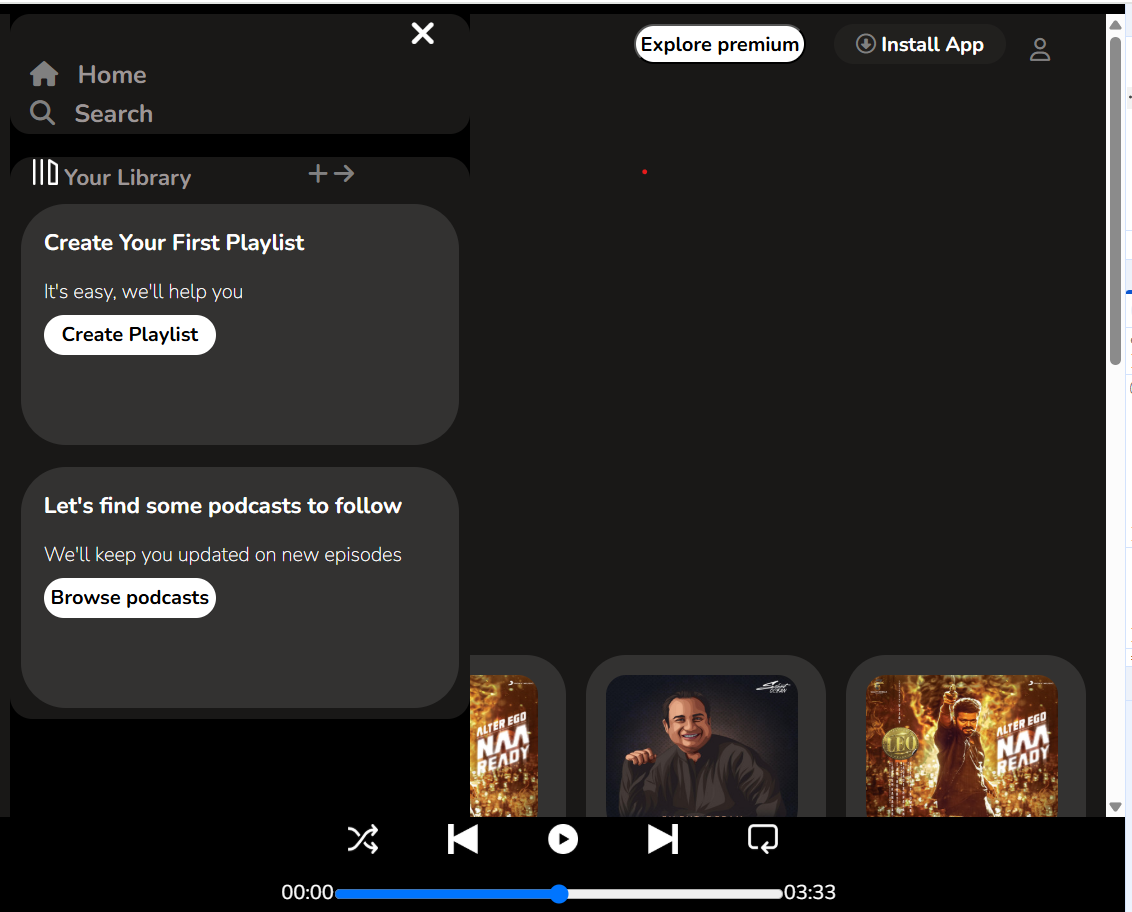 Explore premium
Install App
Home
Search
Your Library
Create Your First Playlist
It's easy, we'll help you
Create Playlist
Let's find some podcasts to follow
We'll keep you updated on new episodes
Browse podcasts
ALTER EGO
NAA
READY
LEO
ALTER EGO
NAA
READY
00:00
03:33